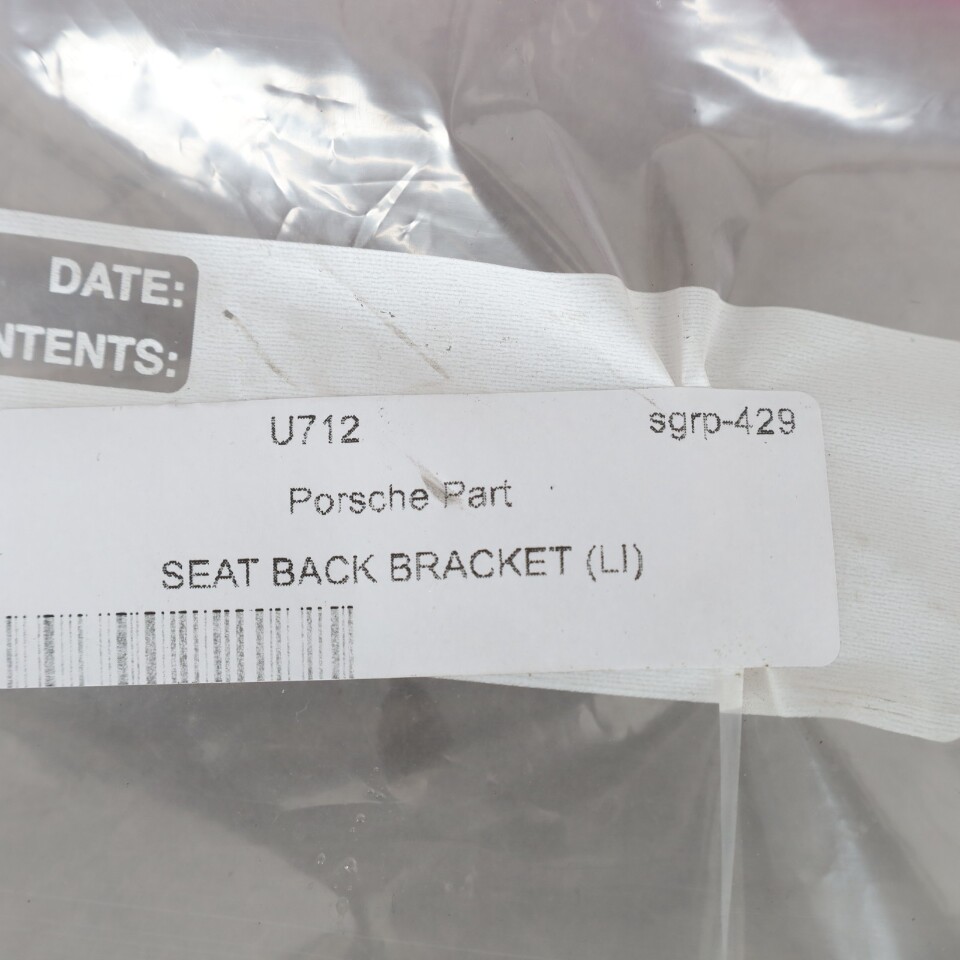 DATE:
NTENTS:
U712 sgrp-429
Porsche Part
SEAT BACK BRACKET (LI)